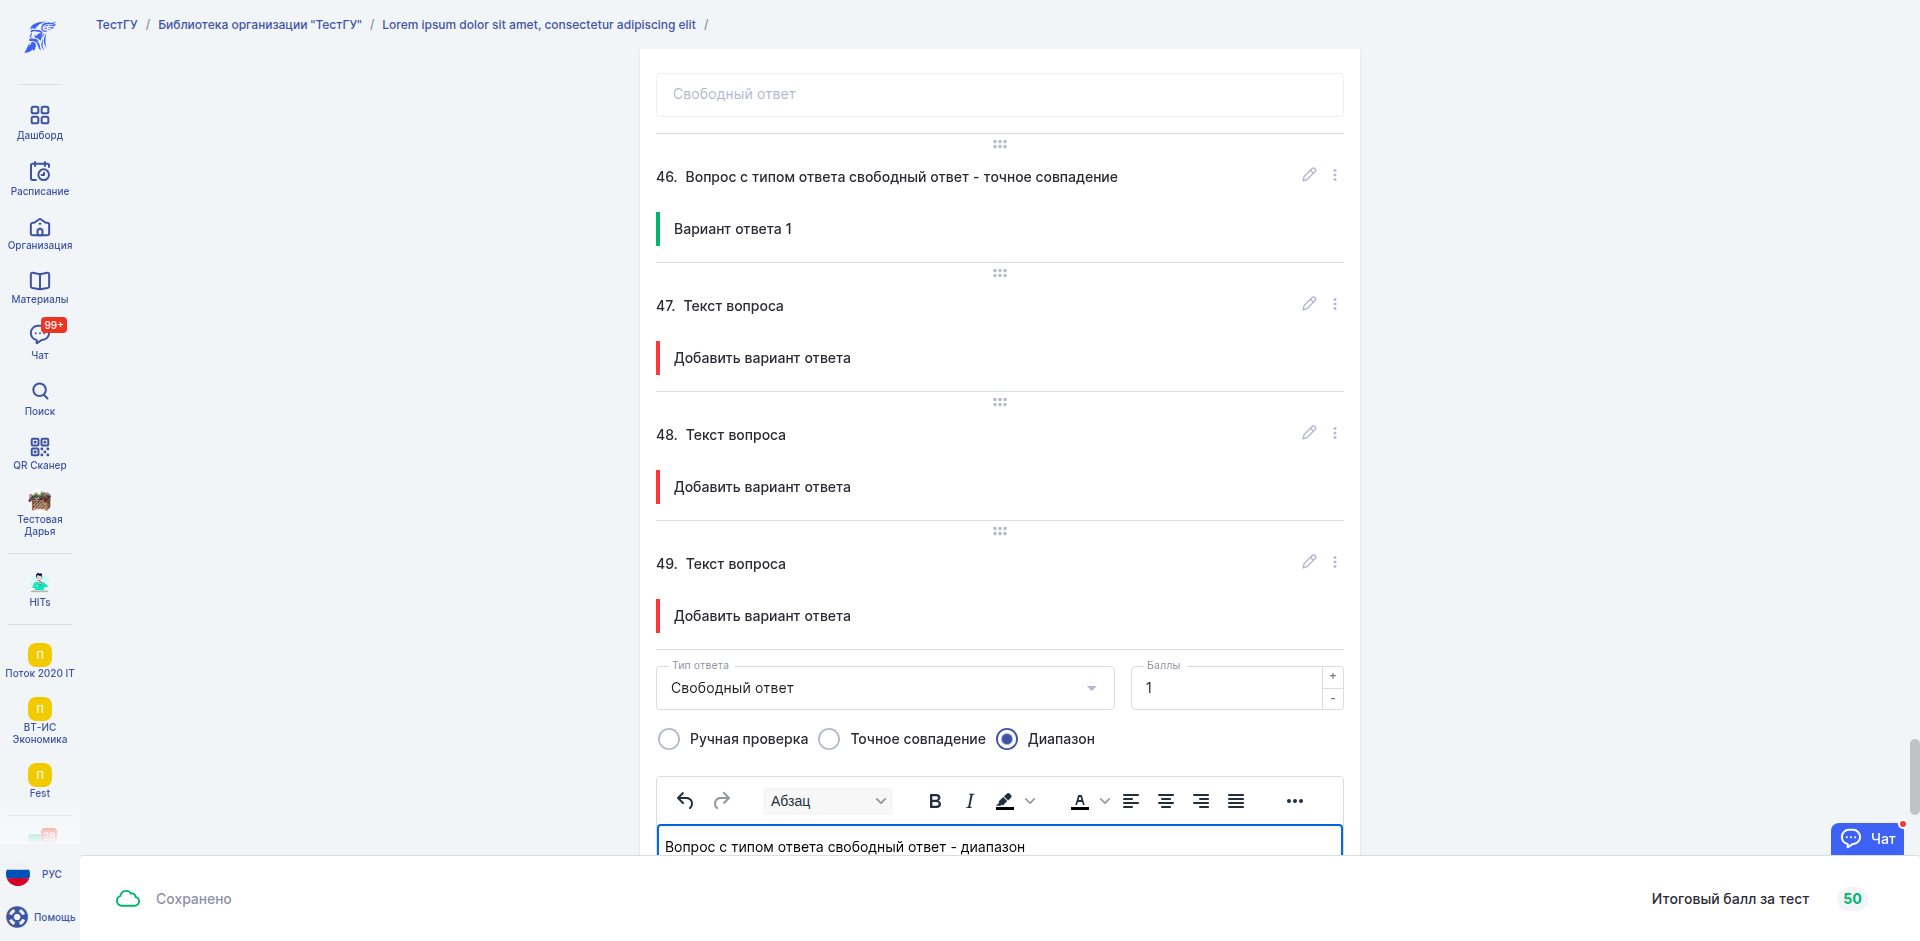 ТестГУ / Библиотека организации "ТестГУ" / Lorem ipsum dolor sit amet, consectetur adipiscing elit /
Дашборд
Расписание
Организация
Материалы
99+
Чат
Поиск
QR Сканер
Тестовая
Дарья
HITs
П
Поток 2020 IT
П
ВТ-ИС
Экономика
П
Fest
28
РУС
Помощь
Свободный ответ
46. Вопрос с типом ответа свободный ответ - точное совпадение
Вариант ответа 1
47. Текст вопроса
Добавить вариант ответа
48. Текст вопроса
Добавить вариант ответа
49. Текст вопроса
Добавить вариант ответа
Тип ответа
Свободный ответ
Баллы
1
+
-
Ручная проверка Точное совпадение Диапазон
Абзац B I A
Вопрос с типом ответа свободный ответ - диапазон
Чат
Сохранено
Итоговый балл за тест 50